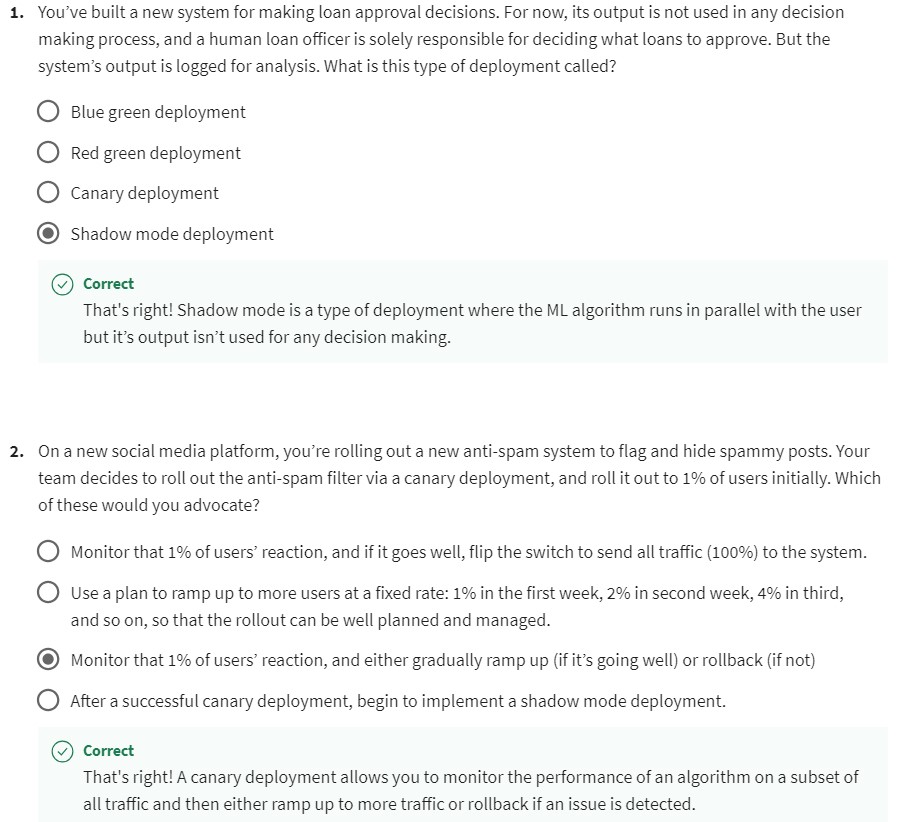 1. You've built a new system for making loan approval decisions. For now, its output is not used in any decision
making process, and a human loan officer is solely responsible for deciding what loans to approve. But the
system's output is logged for analysis. What is this type of deployment called?
Blue green deployment
Red green deployment
Canary deployment
Shadow mode deployment
Correct
That's right! Shadow mode is a type of deployment where the ML algorithm runs in parallel with the user
but it's output isn't used for any decision making.
2. On a new social media platform, you're rolling out a new anti-spam system to flag and hide spammy posts. Your
team decides to roll out the anti-spam filter via a canary deployment, and roll it out to 1% of users initially. Which
of these would you advocate?
Monitor that 1% of users' reaction, and if it goes well, flip the switch to send all traffic (100%) to the system.
Use a plan to ramp up to more users at a fixed rate: 1% in the first week, 2% in second week, 4% in third,
and so on, so that the rollout can be well planned and managed.
Monitor that 1% of users' reaction, and either gradually ramp up (if it's going well) or rollback (if not)
After a successful canary deployment, begin to implement a shadow mode deployment.
Correct
That's right! A canary deployment allows you to monitor the performance of an algorithm on a subset of
all traffic and then either ramp up to more traffic or rollback if an issue is detected.